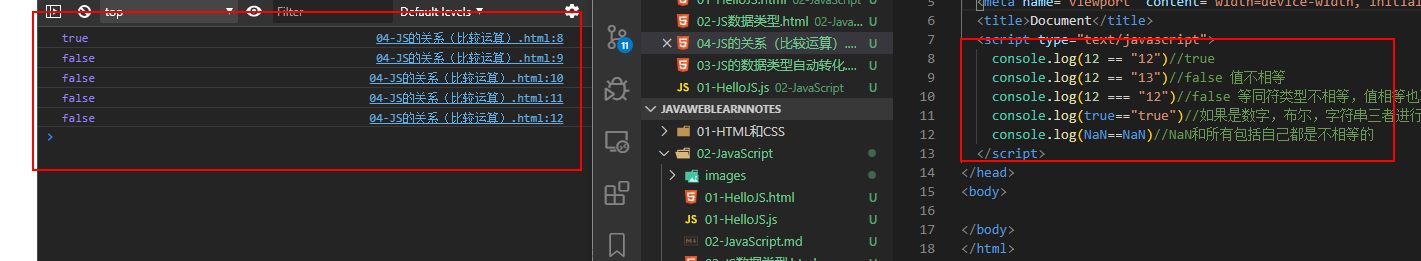 top
Filter
Default levels
true 04-JS的关系（比较运算）.html:8
false 04-JS的关系（比较运算）.html:9
false 04-JS的关系（比较运算）.html:10
false 04-JS的关系（比较运算）.html:11
false 04-JS的关系（比较运算）.html:12
11
01-HelloJS.html 02-JavaScript U
02-JS数据类型.html 02-Java... U
04-JS的关系（比较运算）.... U
03-JS的数据类型自动转化.... U
JS 01-HelloJS.js 02-JavaScript U
JAVAWEBLEARNNOTES
01-HTML和CSS
02-JavaScript
images
01-HelloJS.html U
JS 01-HelloJS.js U
02-JavaScript.md U
02-JS数据类型.html U
5 <meta name="viewport" content="width=device-width, initial
6 <title>Document</title>
7 <script type="text/javascript">
8 console.log(12 == "12")//true
9 console.log(12 == "13")//false 值不相等
10 console.log(12 === "12")//false 等同符类型不相等，值相等也
11 console.log(true=="true")//如果是数字，布尔，字符串三者进行
12 console.log(NaN==NaN)//NaN和所有包括自己都是不相等的
13 </script>
14 </head>
15 <body>
16
17 </body>
18 </html>